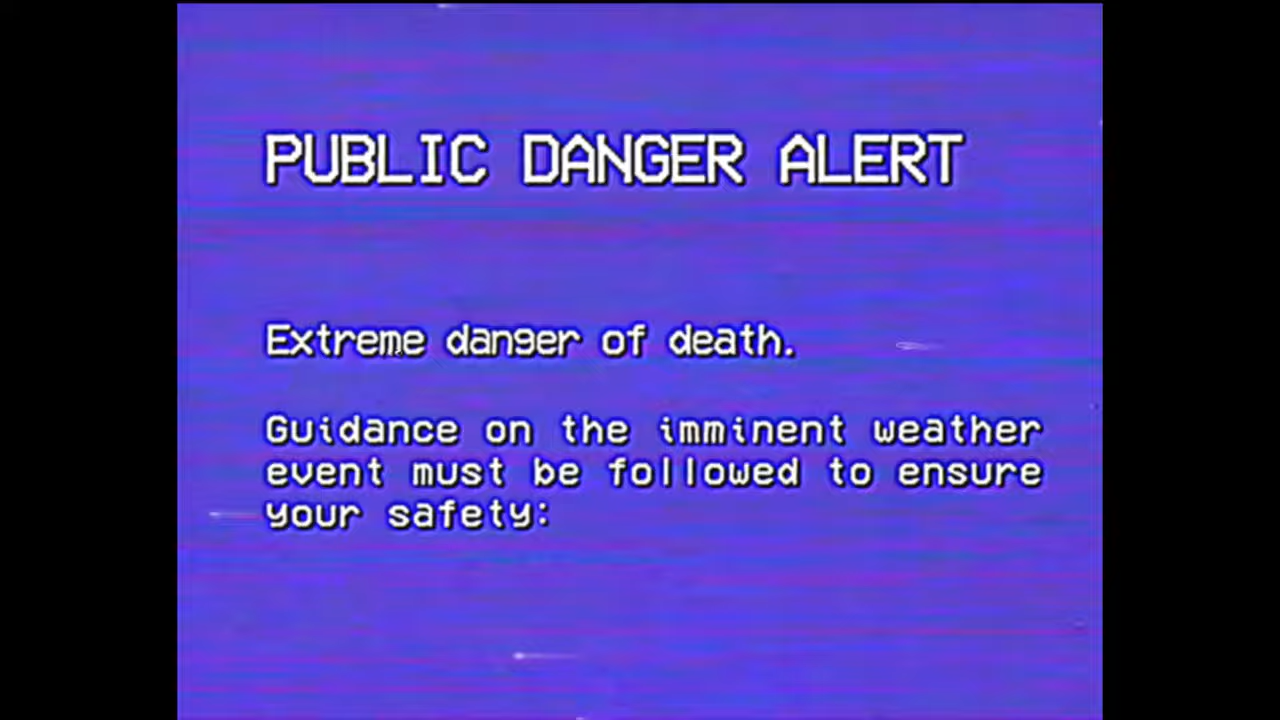 PUBLIC DANGER ALERT
Extreme danger of death.
Guidance on the imminent weather
event must be followed to ensure
your safety: